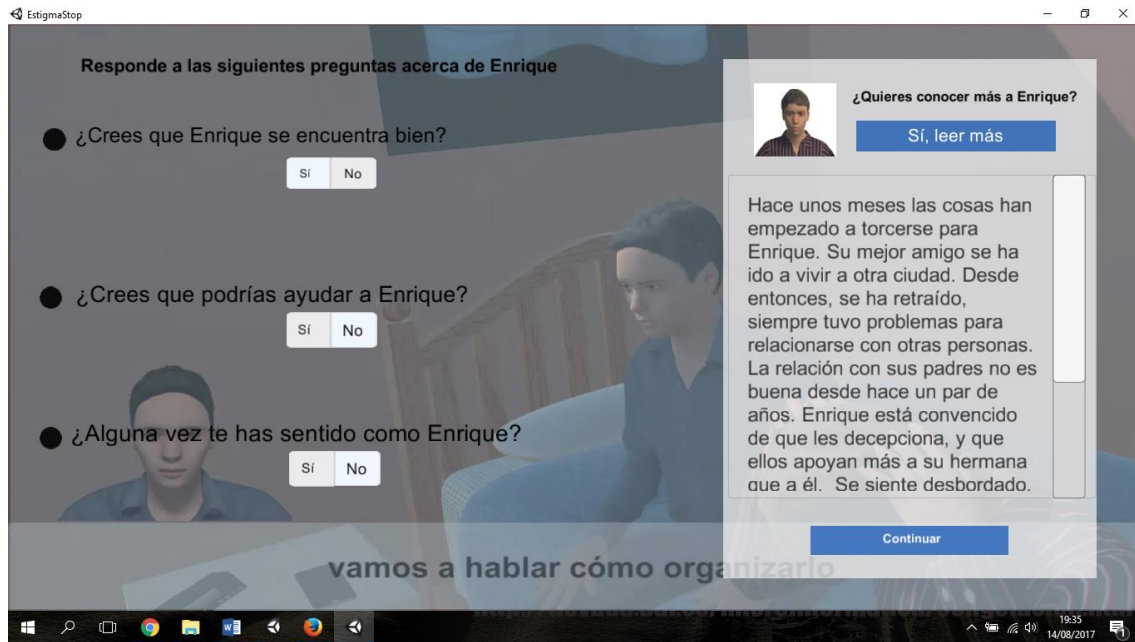 EstigmaStop
Responde a las siguientes preguntas acerca de Enrique
¿Crees que Enrique se encuentra bien?
Sí No
¿Crees que podrías ayudar a Enrique?
Sí No
¿Alguna vez te has sentido como Enrique?
Sí No
¿Quieres conocer más a Enrique?
Sí, leer más
Hace unos meses las cosas han
empezado a torcerse para
Enrique. Su mejor amigo se ha
ido a vivir a otra ciudad. Desde
entonces, se ha retraído,
siempre tuvo problemas para
relacionarse con otras personas.
La relación con sus padres no es
buena desde hace un par de
años. Enrique está convencido
de que les decepciona, y que
ellos apoyan más a su hermana
que a él. Se siente desbordado.
Continuar
vamos a hablar cómo organizarlo
19:35
14/08/2017